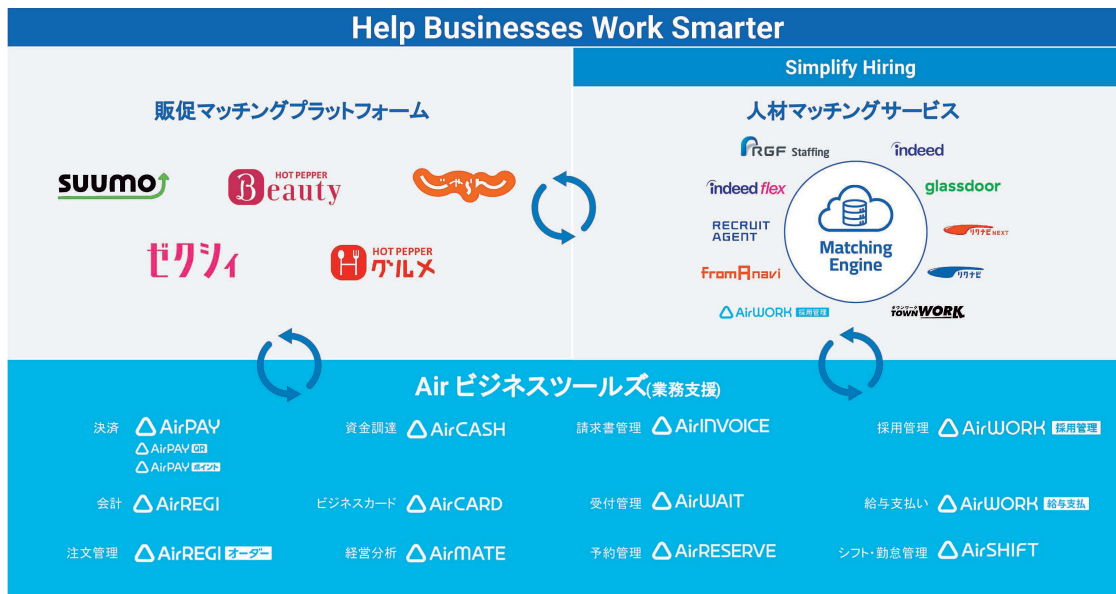 Help Businesses Work Smarter
Simplify Hiring
販促マッチングプラットフォーム
SUUMO
HOT PEPPER
Beauty
じゃらん
ゼクシィ
HOT PEPPER
グルメ
人材マッチングサービス
RGF Staffing
indeed
indeed flex
glassdoor
RECRUIT
AGENT
リクナビNEXT
Matching
Engine
fromAnavi
リクナビ
AirWORK 採用管理
タウンワーク
TOWNWORK
Air ビジネスツールズ(業務支援)
決済 AirPAY
AirPAY QR
AirPAY ポイント
資金調達 AirCASH
請求書管理 AirINVOICE
採用管理 AirWORK 採用管理
会計 AirREGI
ビジネスカード AirCARD
受付管理 AirWAIT
給与支払い AirWORK 給与支払
注文管理 AirREGI オーダー
経営分析 AirMATE
予約管理 AirRESERVE
シフト・勤怠管理 AirSHIFT